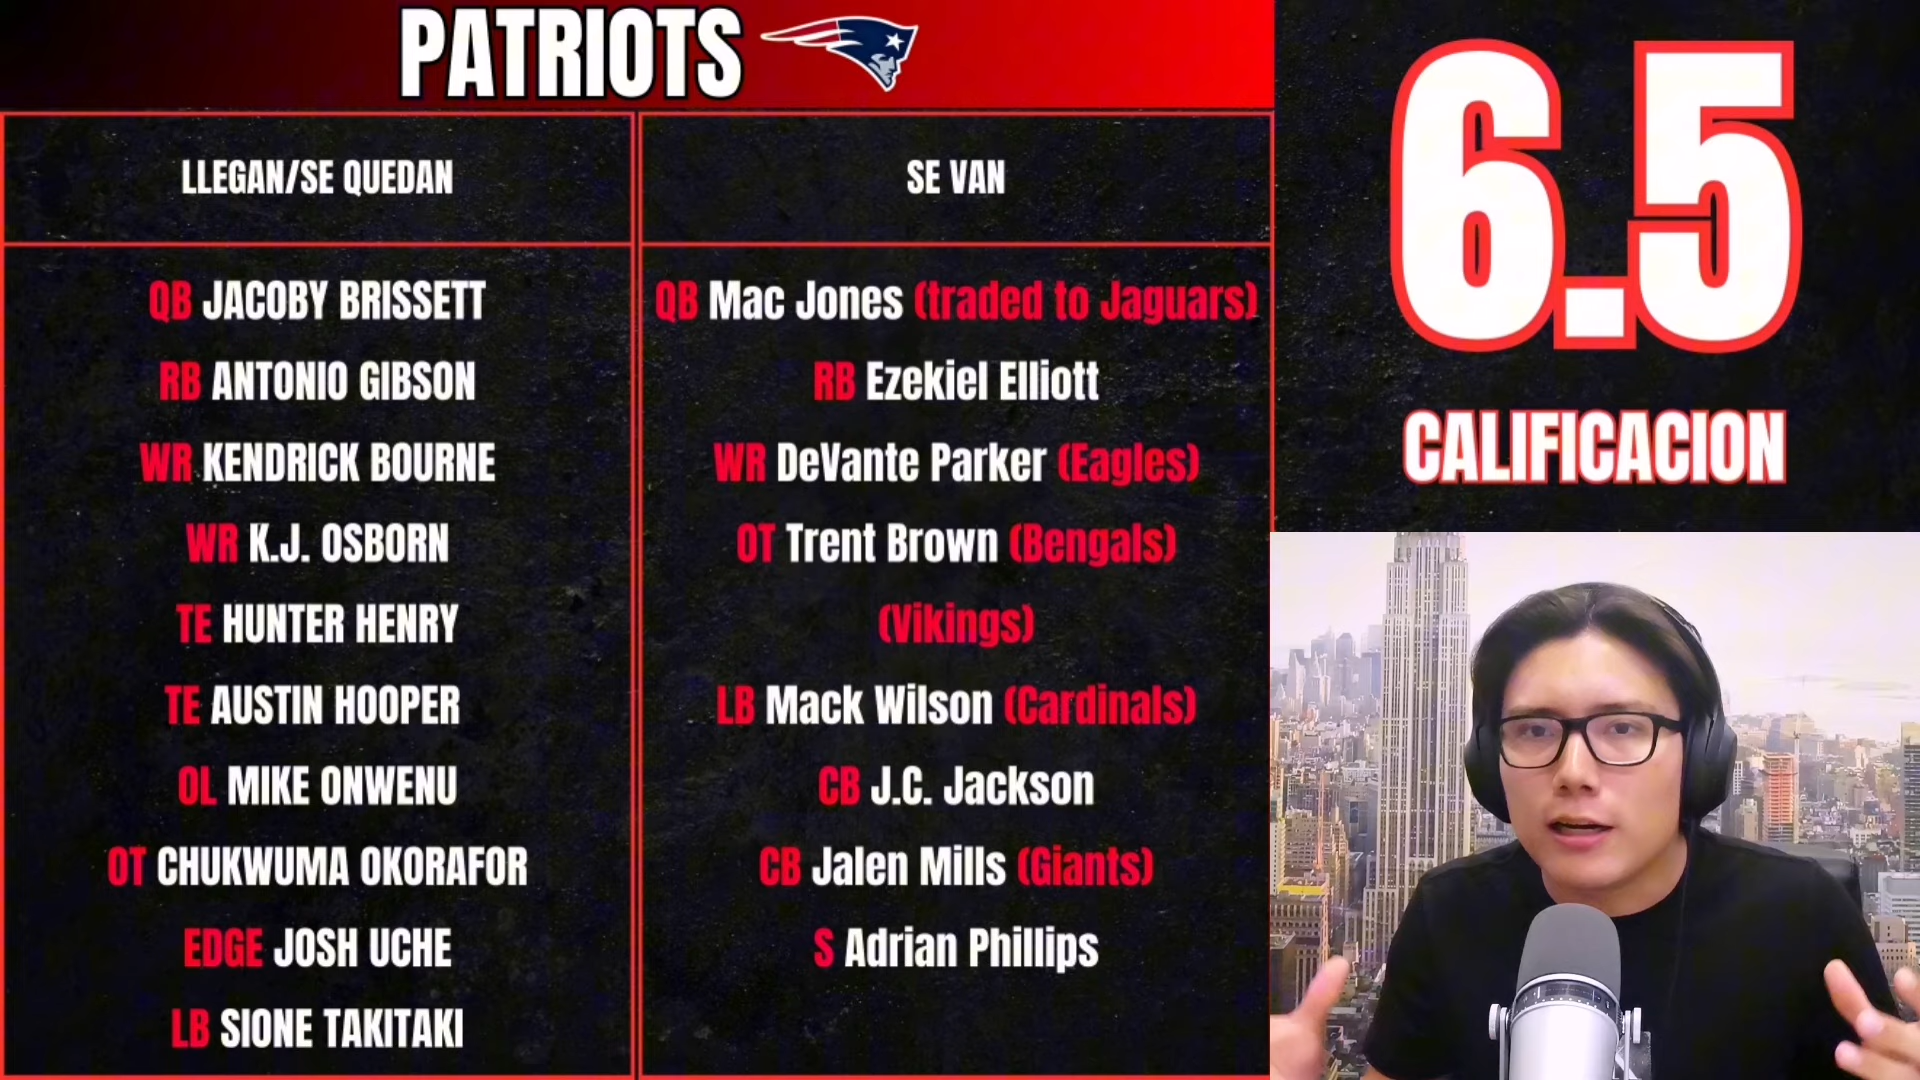 PATRIOTS
LLEGAN/SE QUEDAN
QB JACOBY BRISSETT
RB ANTONIO GIBSON
WR KENDRICK BOURNE
WR K.J. OSBORN
TE HUNTER HENRY
TE AUSTIN HOOPER
OL MIKE ONWENU
OT CHUKWUMA OKORAFOR
EDGE JOSH UCHE
LB SIONE TAKITAKI
SE VAN
QB Mac Jones (traded to Jaguars)
RB Ezekiel Elliott
WR DeVante Parker (Eagles)
OT Trent Brown (Bengals)
(Vikings)
LB Mack Wilson (Cardinals)
CB J.C. Jackson
CB Jalen Mills (Giants)
S Adrian Phillips
6.5
CALIFICACION